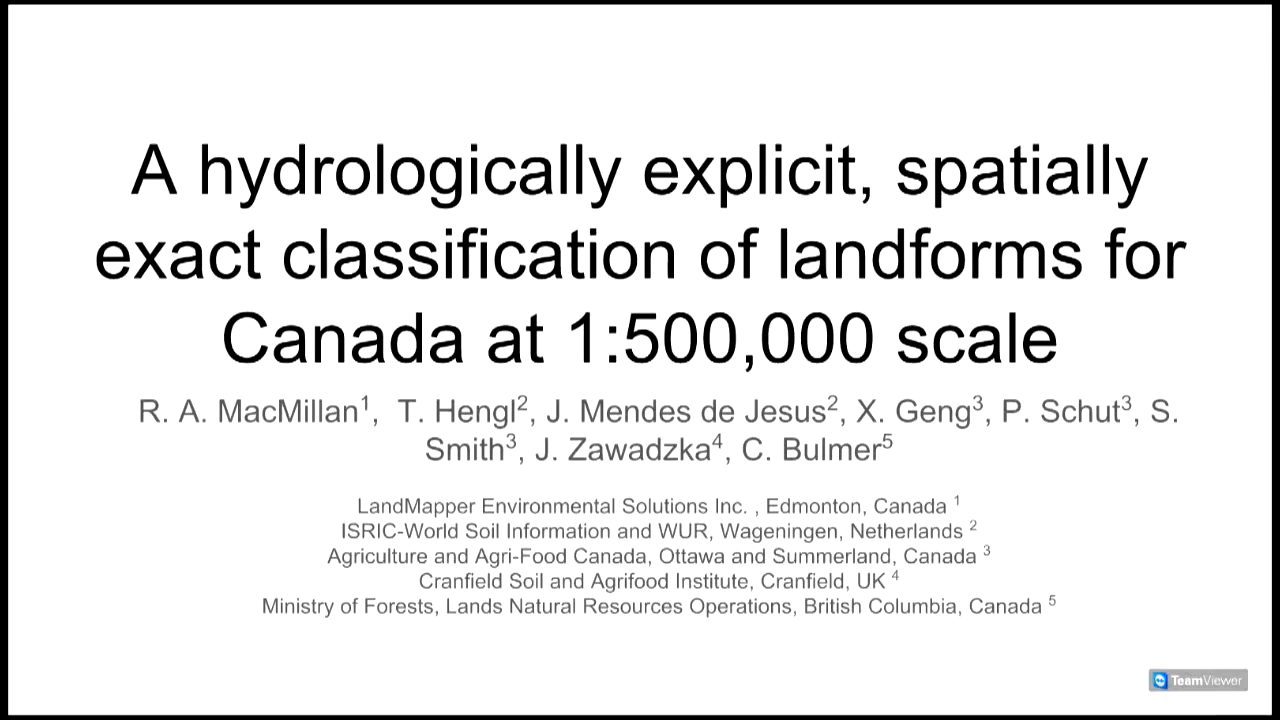 A hydrologically explicit, spatially
exact classification of landforms for
Canada at 1:500,000 scale
R. A. MacMillan1, T. Hengl2, J. Mendes de Jesus2, X. Geng3, P. Schut3, S.
Smith3, J. Zawadzka4, C. Bulmer5
LandMapper Environmental Solutions Inc. , Edmonton, Canada 1
ISRIC-World Soil Information and WUR, Wageningen, Netherlands 2
Agriculture and Agri-Food Canada, Ottawa and Summerland, Canada 3
Cranfield Soil and Agrifood Institute, Cranfield, UK 4
Ministry of Forests, Lands Natural Resources Operations, British Columbia, Canada 5
TeamViewer